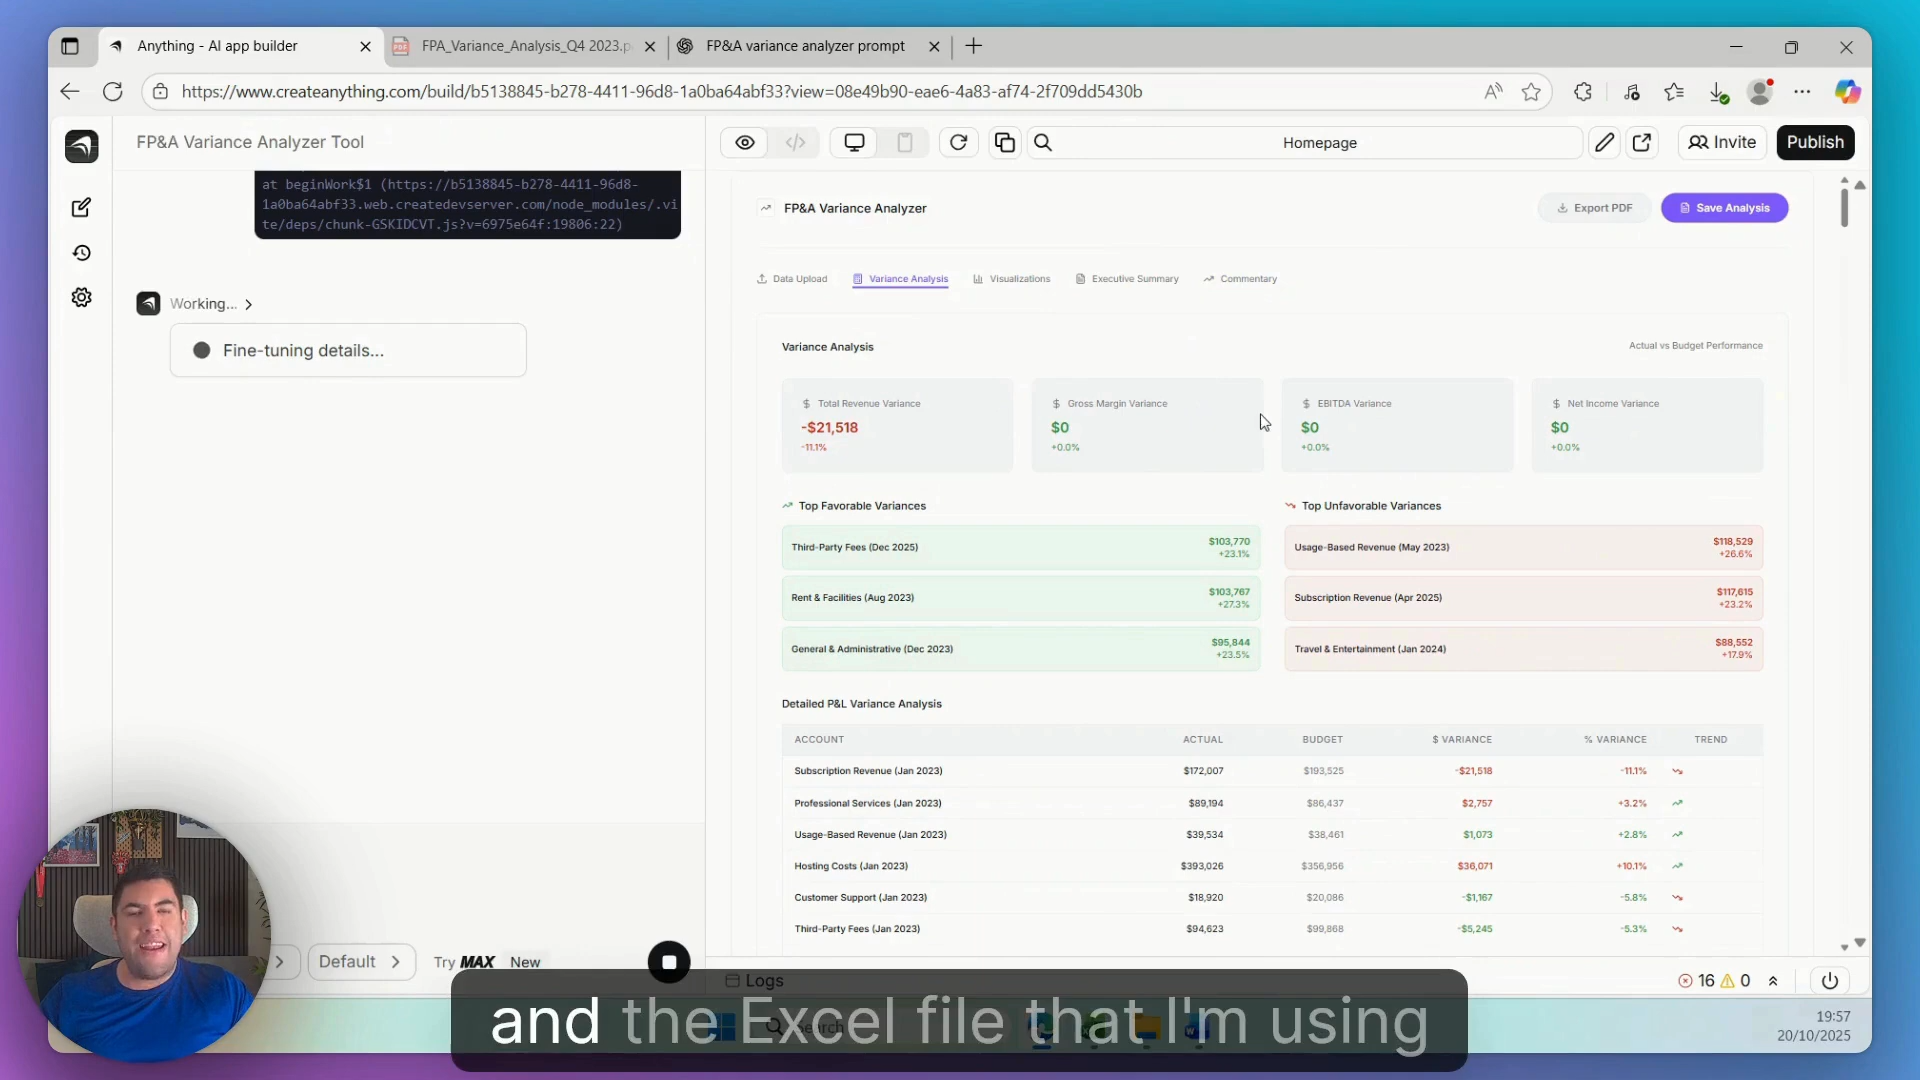 Anything - AI app builder
FPA_Variance_Analysis_Q4 2023.p
FP&A variance analyzer prompt
https://www.createanything.com/build/b5138845-b278-4411-96d8-1a0ba64abf33?view=08e49b90-eae6-4a83-af74-2f709dd5430b
FP&A Variance Analyzer Tool
Homepage
Invite
Publish
at beginWork$1 (https://b5138845-b278-4411-96d8-
1a0ba64abf33.web.createdevserver.com/node_modules/.vi
te/deps/chunk-GSKIDCVT.js?v=6975e64f:19806:22)
Working...
Fine-tuning details...
FP&A Variance Analyzer
Export PDF
Save Analysis
Data Upload
Variance Analysis
Visualizations
Executive Summary
Commentary
Variance Analysis
Actual vs Budget Performance
$ Total Revenue Variance
-$21,518
-11.1%
$ Gross Margin Variance
$0
+0.0%
$ EBITDA Variance
$0
+0.0%
$ Net Income Variance
$0
+0.0%
Top Favorable Variances
Third-Party Fees (Dec 2025) $103,770
+23.1%
Rent & Facilities (Aug 2023) $103,767
+27.3%
General & Administrative (Dec 2023) $95,844
+23.5%
Top Unfavorable Variances
Usage-Based Revenue (May 2023) $118,529
+26.6%
Subscription Revenue (Apr 2025) $117,615
+23.2%
Travel & Entertainment (Jan 2024) $88,552
+17.9%
Detailed P&L Variance Analysis
ACCOUNT ACTUAL BUDGET $ VARIANCE % VARIANCE TREND
Subscription Revenue (Jan 2023) $172,007 $193,525 -$21,518 -11.1%
Professional Services (Jan 2023) $89,194 $86,437 $2,757 +3.2%
Usage-Based Revenue (Jan 2023) $39,534 $38,461 $1,073 +2.8%
Hosting Costs (Jan 2023) $393,026 $356,956 $36,071 +10.1%
Customer Support (Jan 2023) $18,920 $20,086 -$1,167 -5.8%
Third-Party Fees (Jan 2023) $94,623 $99,868 -$5,245 -5.3%
Default
Try MAX New
Logs
16 0
Search
and the Excel file that I'm using
19:57
20/10/2025